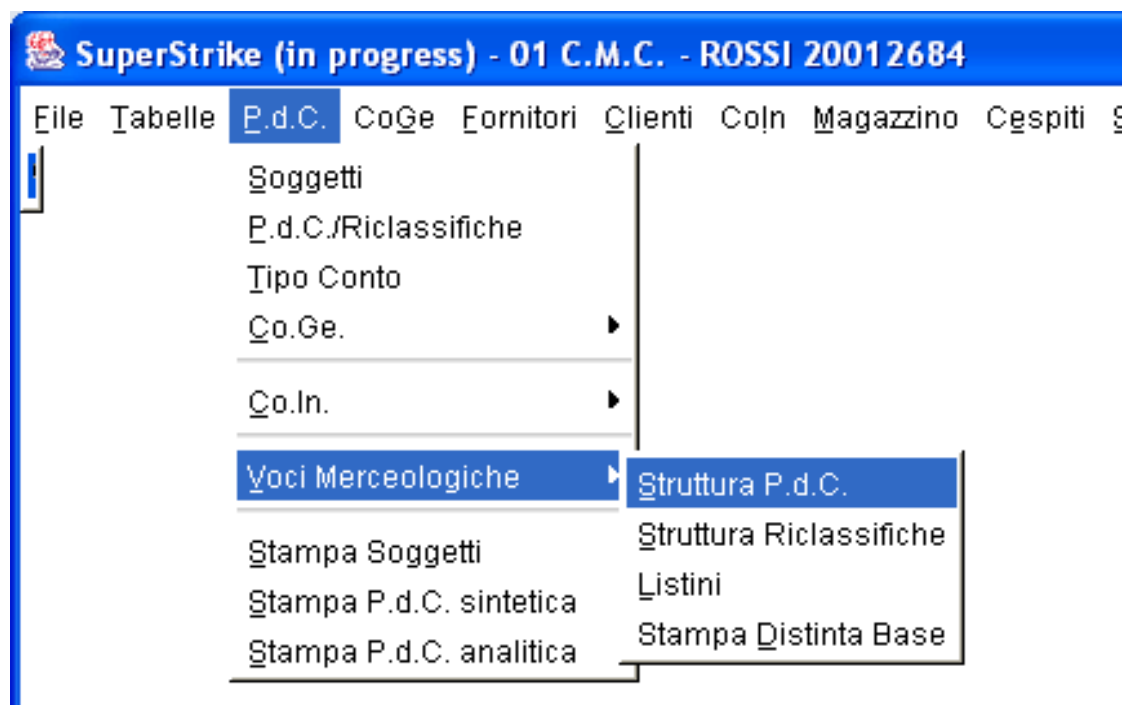 SuperStrike (in progress) - 01 C.M.C. - ROSSI 20012684
File Tabelle P.d.C. CoGe Fornitori Clienti CoIn Magazzino Cespiti
Soggetti
P.d.C./Riclassifiche
Tipo Conto
Co.Ge.
Co.In.
Voci Merceologiche
Struttura P.d.C.
Struttura Riclassifiche
Listini
Stampa Distinta Base
Stampa Soggetti
Stampa P.d.C. sintetica
Stampa P.d.C. analitica